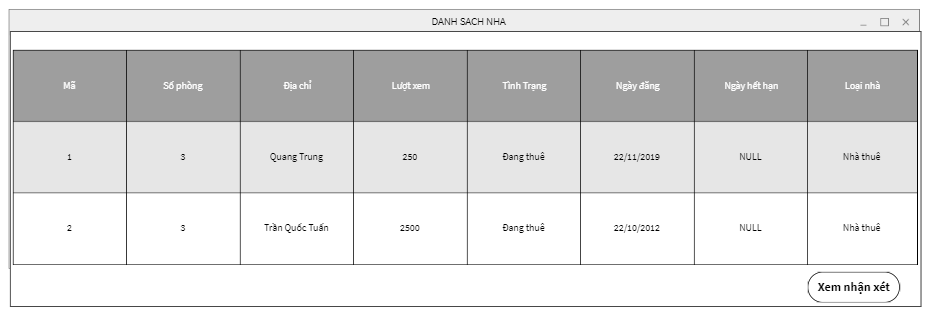 DANH SACH NHA
Mã Số phòng Địa chỉ Lượt xem Tình Trạng Ngày đăng Ngày hết hạn Loại nhà
1 3 Quang Trung 250 Đang thuê 22/11/2019 NULL Nhà thuê
2 3 Trần Quốc Tuấn 2500 Đang thuê 22/10/2012 NULL Nhà thuê
Xem nhận xét